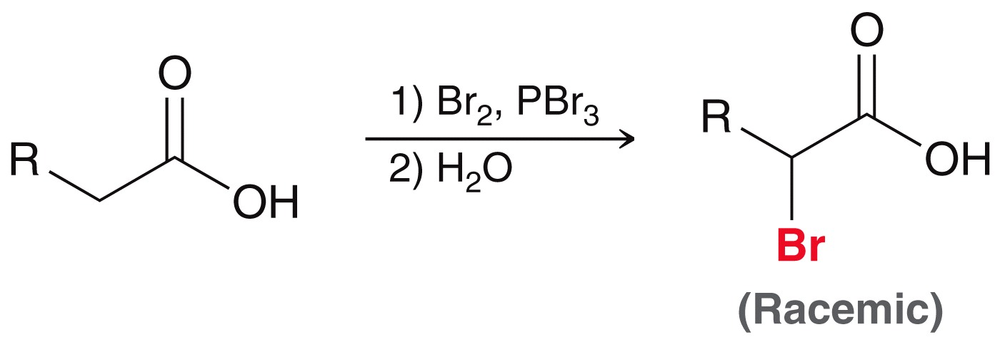 R
O
OH
1) Br₂, PBr₃
2) H₂O
R
O
OH
Br
(Racemic)